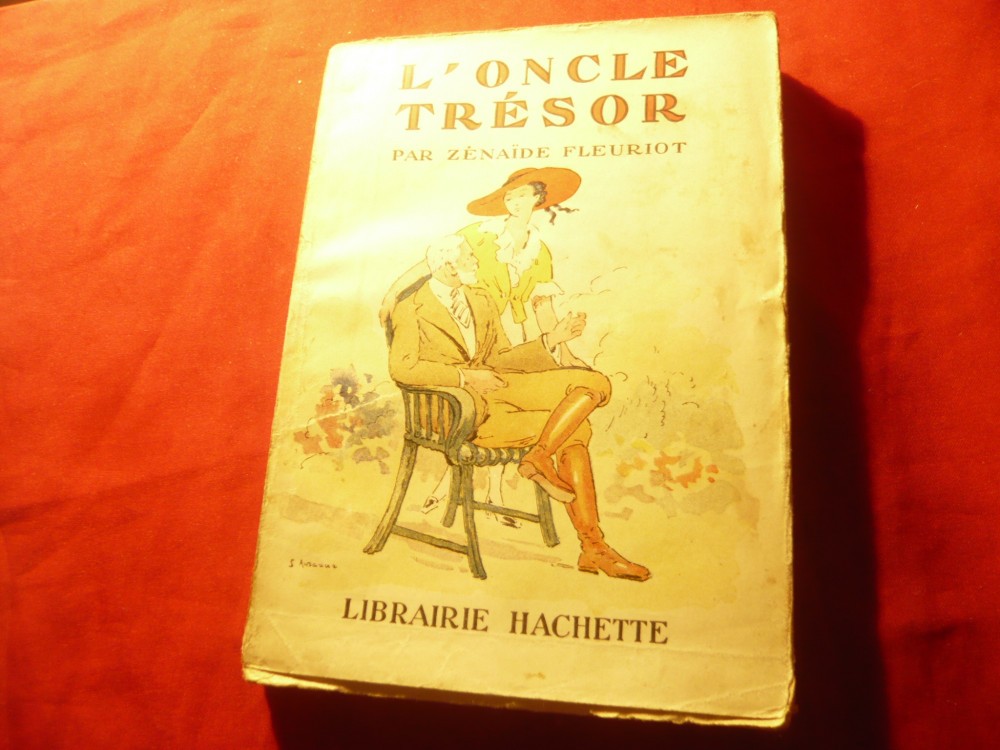 L'ONCLE
TRÉSOR
PAR ZÉNAÏDE FLEURIOT
LIBRAIRIE HACHETTE